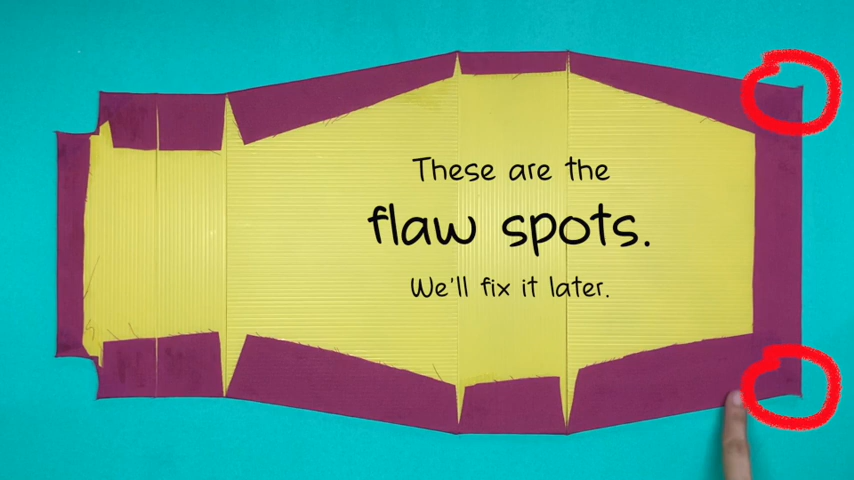 These are the
flaw spots.
We'll fix it later.